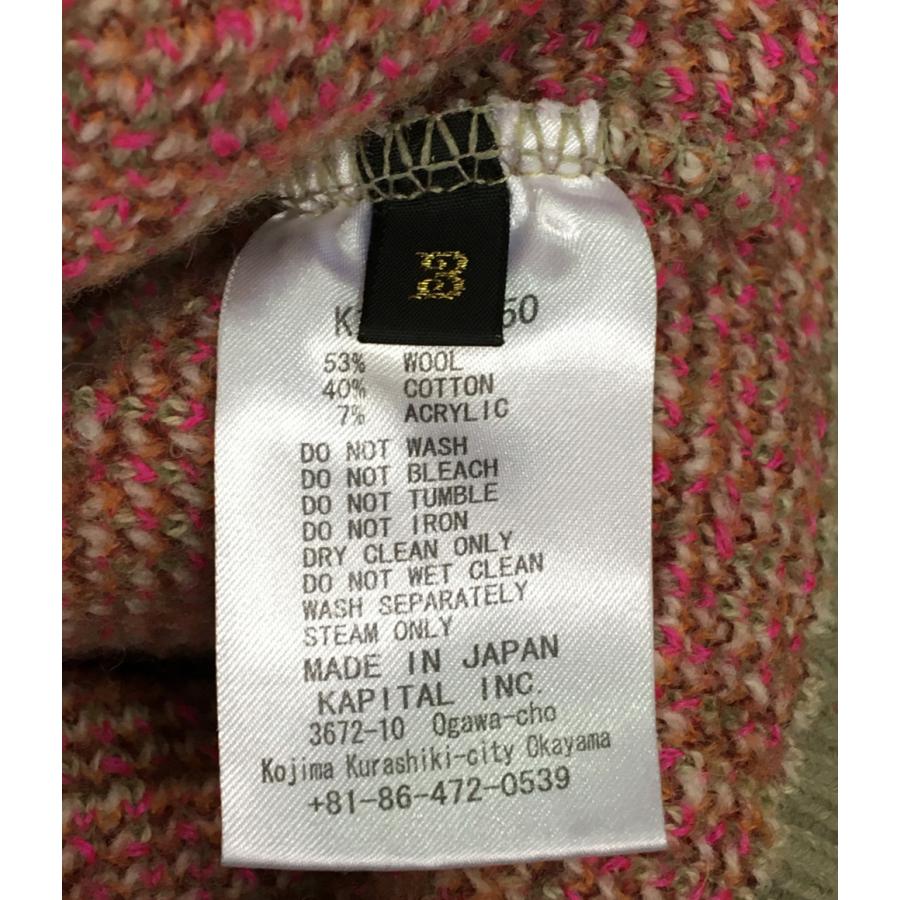 3
53% WOOL
40% COTTON
7% ACRYLIC
DO NOT WASH
DO NOT BLEACH
DO NOT TUMBLE
DO NOT IRON
DRY CLEAN ONLY
DO NOT WET CLEAN
WASH SEPARATELY
STEAM ONLY
MADE IN JAPAN
KAPITAL INC.
3672-10 Ogawa-cho
Kojima Kurashiki-city Okayama
+81-86-472-0539